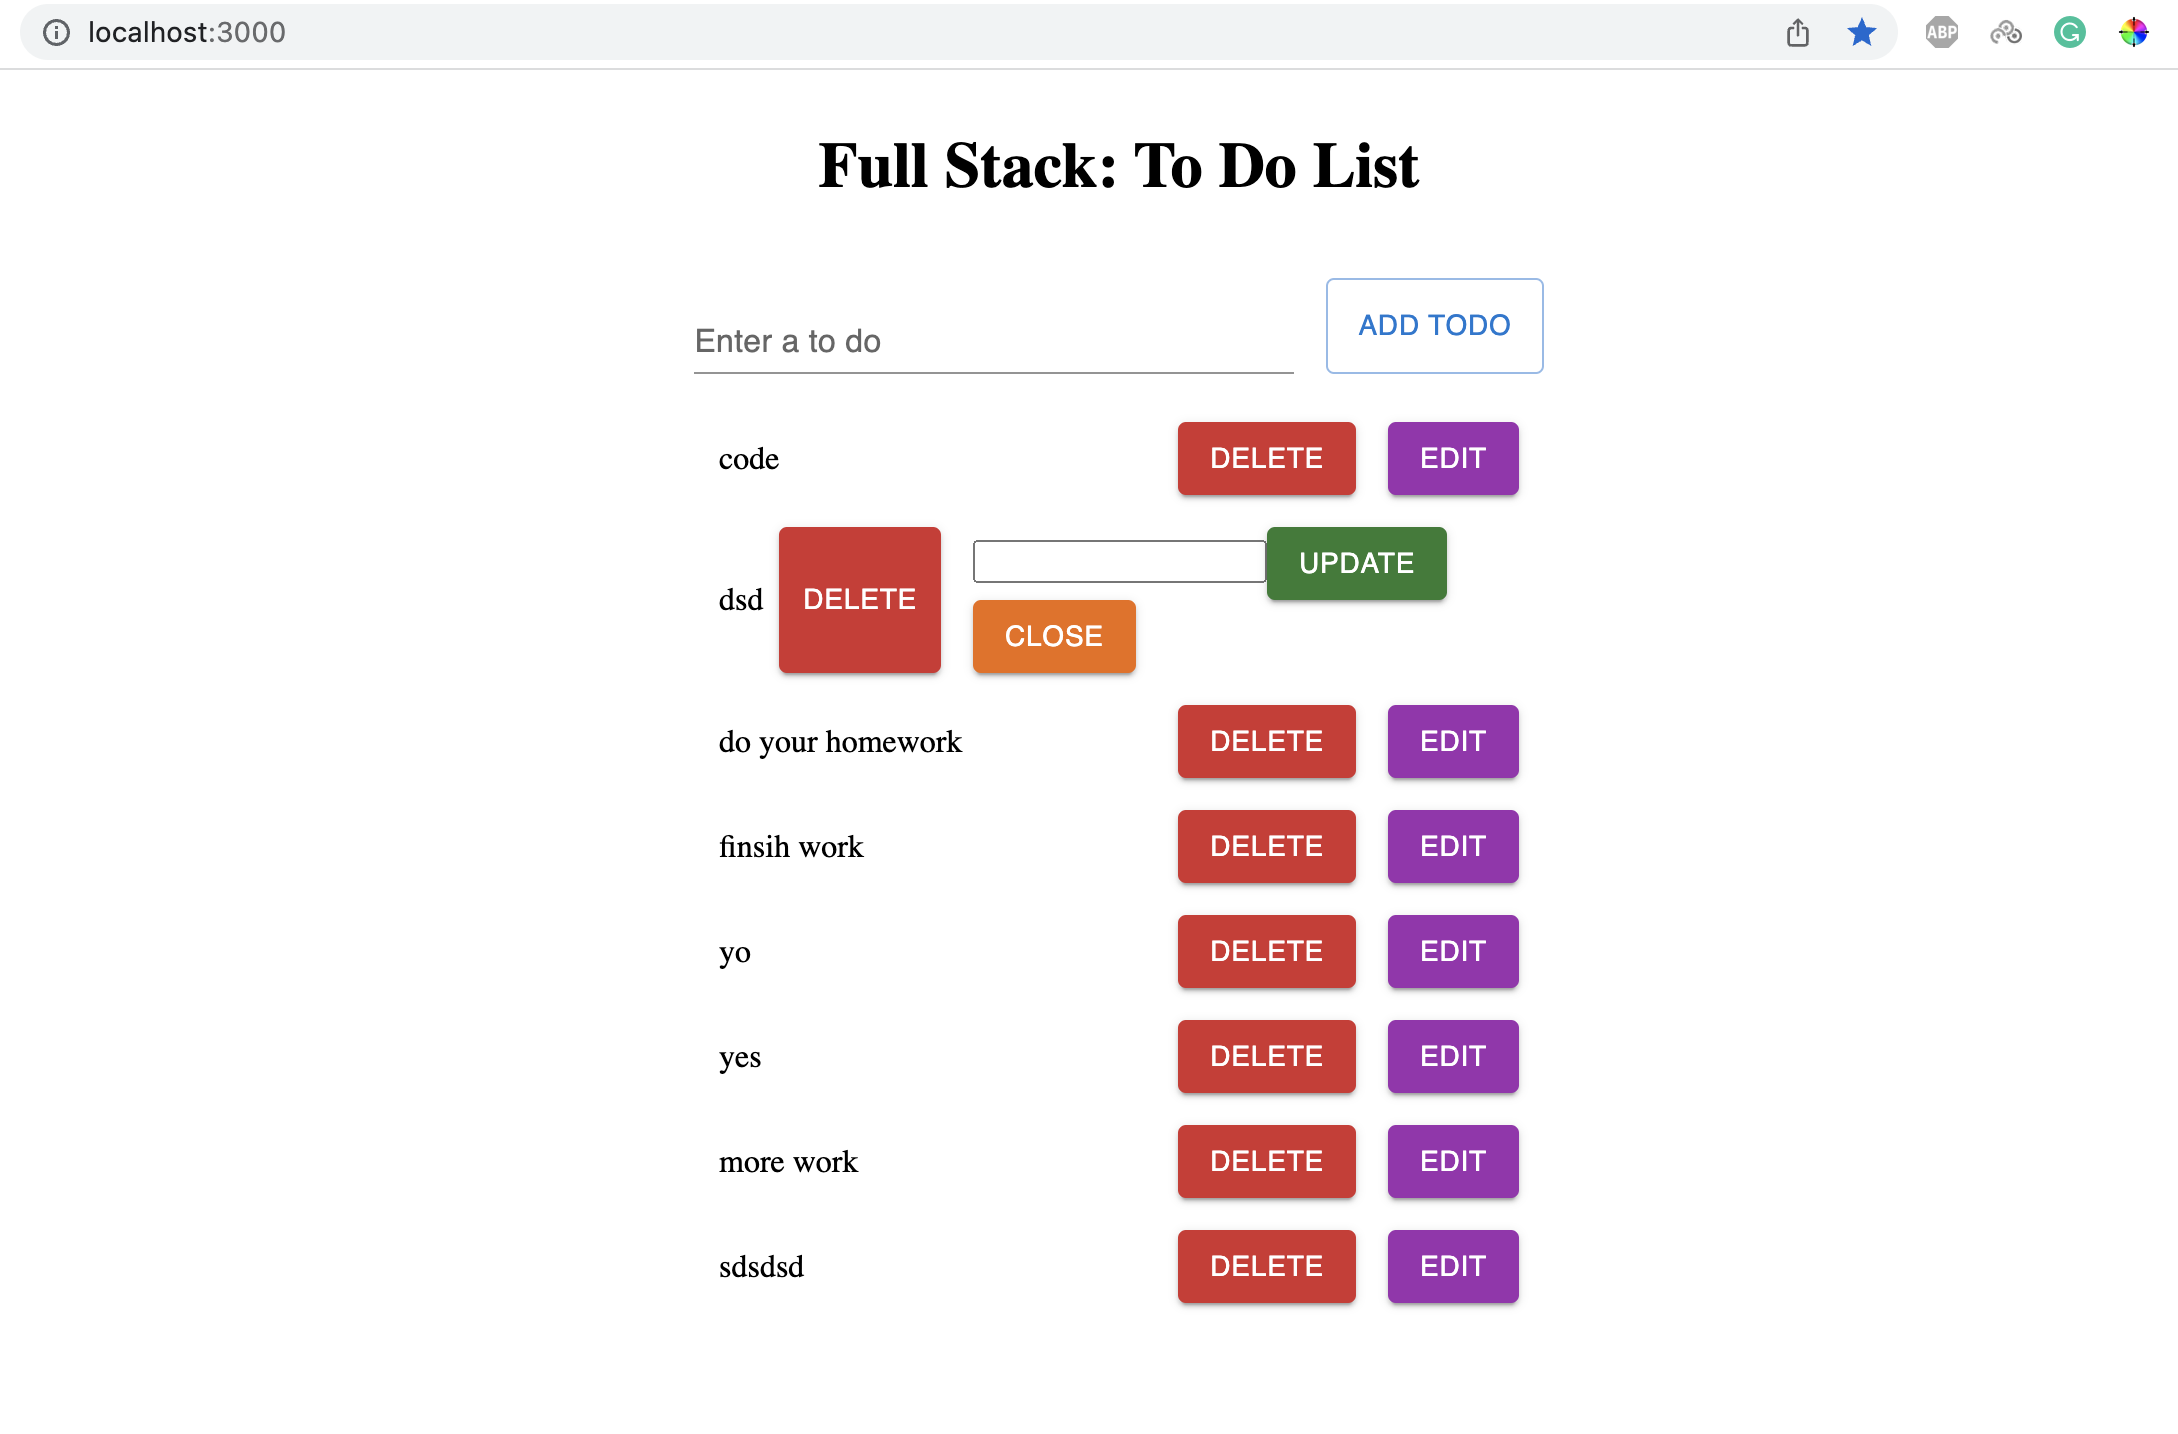 localhost:3000
ABP
G
Full Stack: To Do List
Enter a to do
ADD TODO
code DELETE EDIT
dsd DELETE UPDATE
CLOSE
do your homework DELETE EDIT
finsih work DELETE EDIT
yo DELETE EDIT
yes DELETE EDIT
more work DELETE EDIT
sdsdsd DELETE EDIT